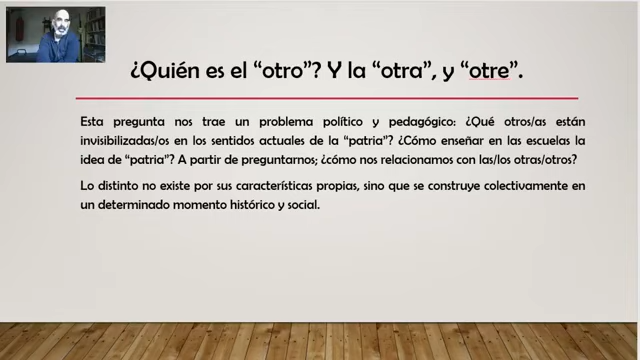 ¿Quién es el “otro”? Y la “otra”, y “otre”.
Esta pregunta nos trae un problema político y pedagógico: ¿Qué otros/as están
invisibilizadas/os en los sentidos actuales de la “patria”? ¿Cómo enseñar en las escuelas la
idea de “patria”? A partir de preguntarnos; ¿cómo nos relacionamos con las/los otras/otros?
Lo distinto no existe por sus características propias, sino que se construye colectivamente en
un determinado momento histórico y social.